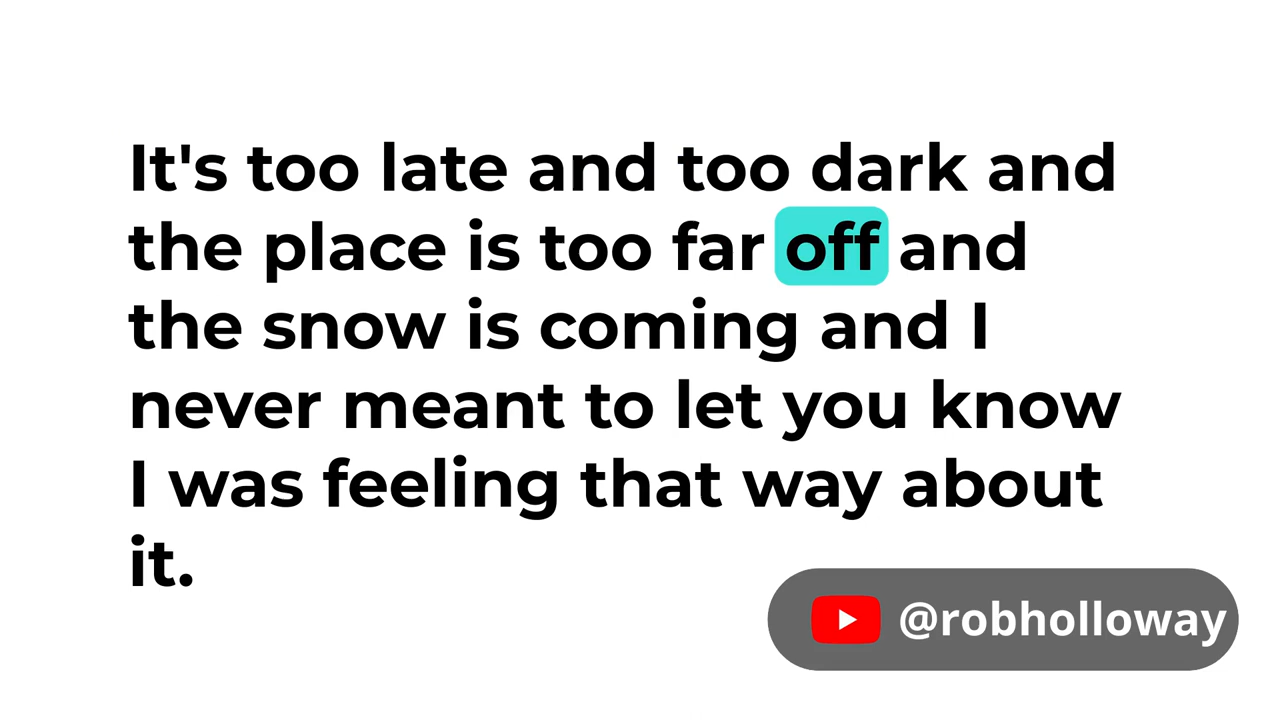 It's too late and too dark and
the place is too far off and
the snow is coming and I
never meant to let you know
I was feeling that way about
it.
@robholloway